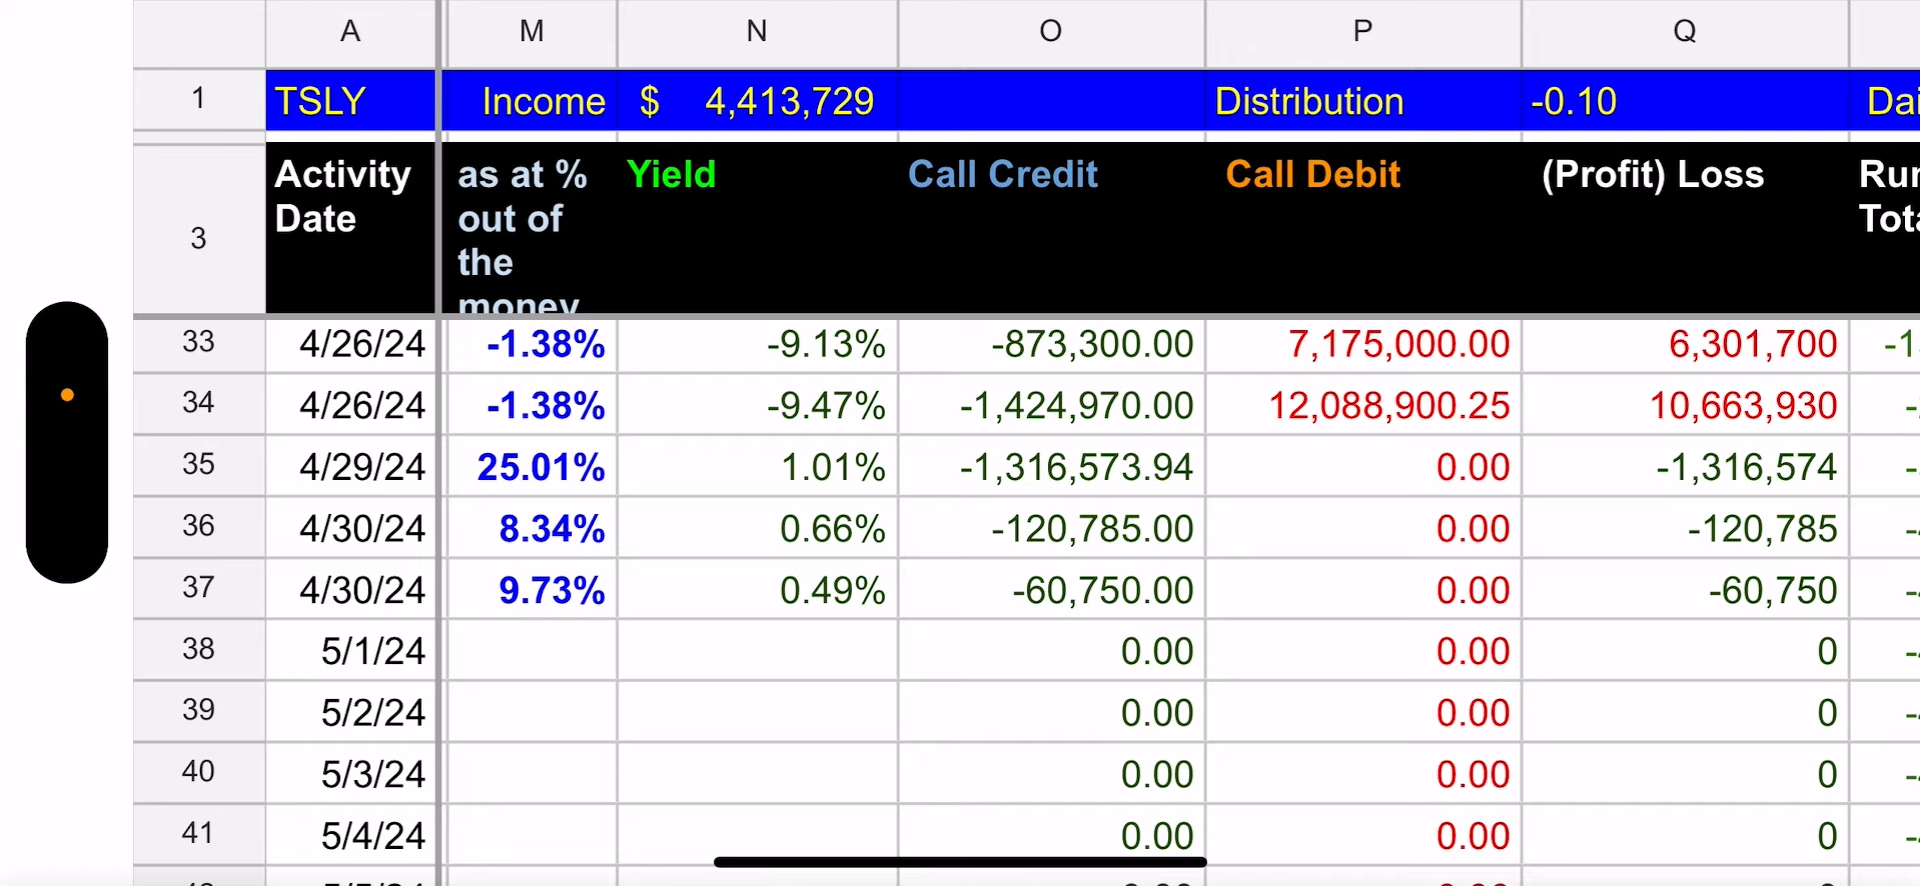 A M N O P Q
1 TSLY Income $ 4,413,729 Distribution -0.10
3 Activity Date as at % out of the money Yield Call Credit Call Debit (Profit) Loss
33 4/26/24 -1.38% -9.13% -873,300.00 7,175,000.00 6,301,700
34 4/26/24 -1.38% -9.47% -1,424,970.00 12,088,900.25 10,663,930
35 4/29/24 25.01% 1.01% -1,316,573.94 0.00 -1,316,574
36 4/30/24 8.34% 0.66% -120,785.00 0.00 -120,785
37 4/30/24 9.73% 0.49% -60,750.00 0.00 -60,750
38 5/1/24 0.00 0.00 0
39 5/2/24 0.00 0.00 0
40 5/3/24 0.00 0.00 0
41 5/4/24 0.00 0.00 0